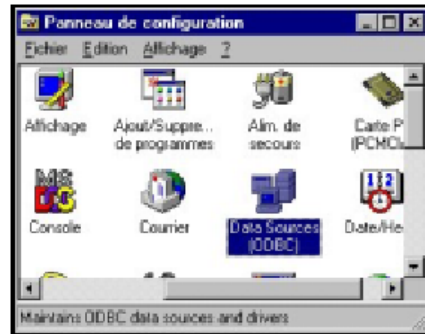 Panneau de configuration
Fichier Edition Affichage ?
Affichage
Ajout/Suppre...
de programmes
Alim. de
secours
Carte P
(PCMCI
Console
Courrier
Data Sources
(ODBC)
Date/He
Maintains ODBC data sources and drivers